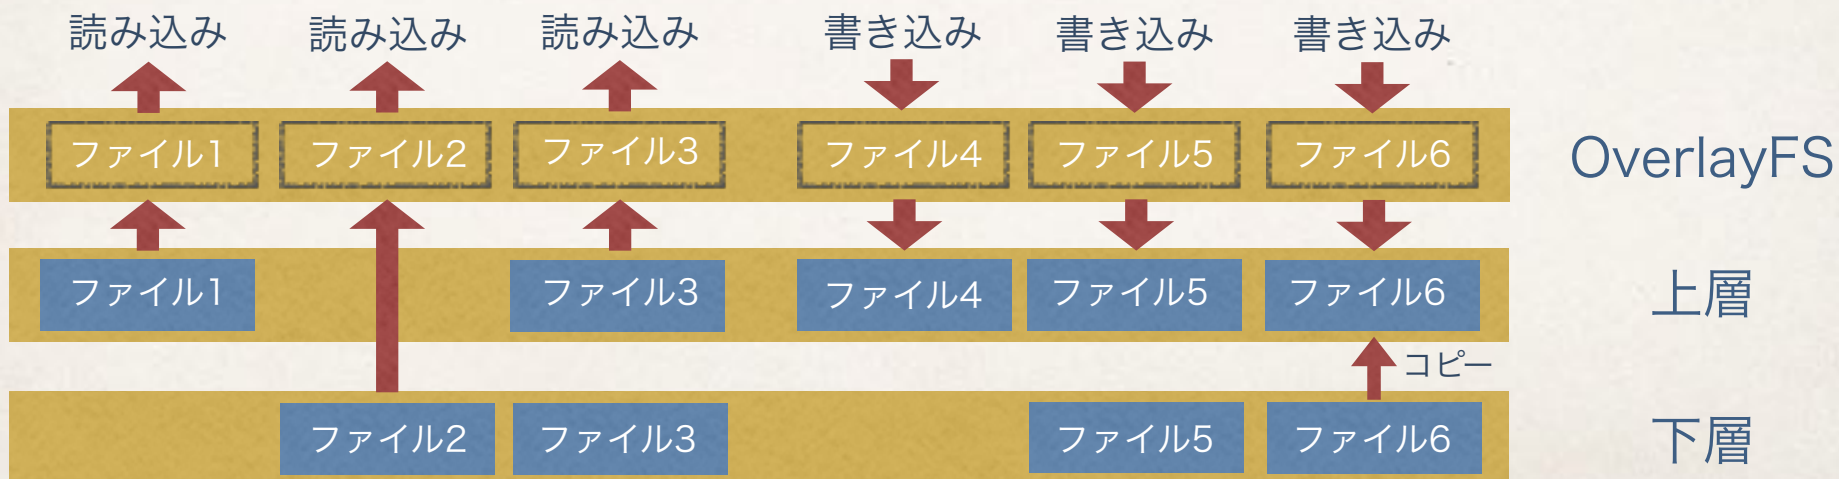 読み込み 読み込み 読み込み 書き込み 書き込み 書き込み
ファイル1 ファイル2 ファイル3 ファイル4 ファイル5 ファイル6 OverlayFS
ファイル1 ファイル3 ファイル4 ファイル5 ファイル6 上層
コピー
ファイル2 ファイル3 ファイル5 ファイル6 下層